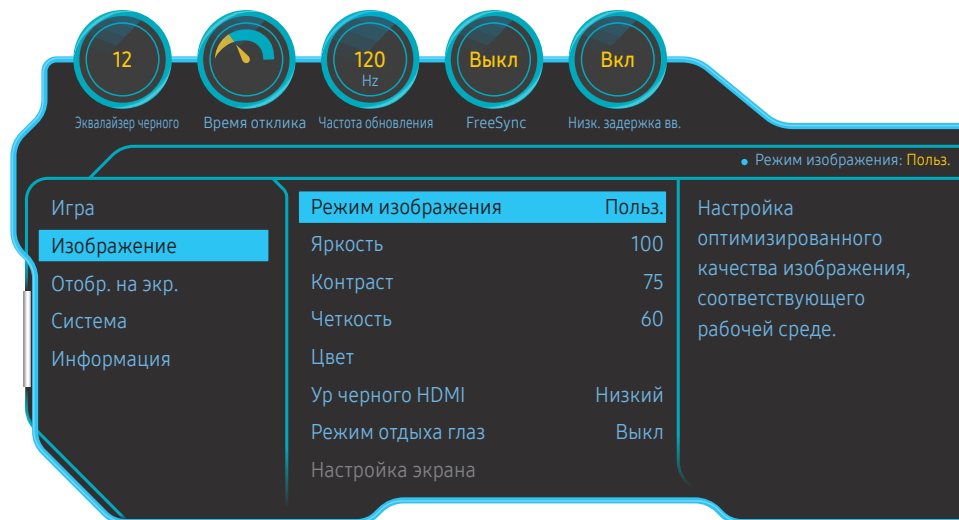 12
120
Hz
Выкл
Вкл
Эквалайзер черного
Время отклика
Частота обновления
FreeSync
Низк. задержка вв.
• Режим изображения: Польз.
Игра
Изображение
Отобр. на экр.
Система
Информация
Режим изображения Польз.
Яркость 100
Контраст 75
Четкость 60
Цвет
Ур черного HDMI Низкий
Режим отдыха глаз Выкл
Настройка экрана
Настройка
оптимизированного
качества изображения,
соответствующего
рабочей среде.